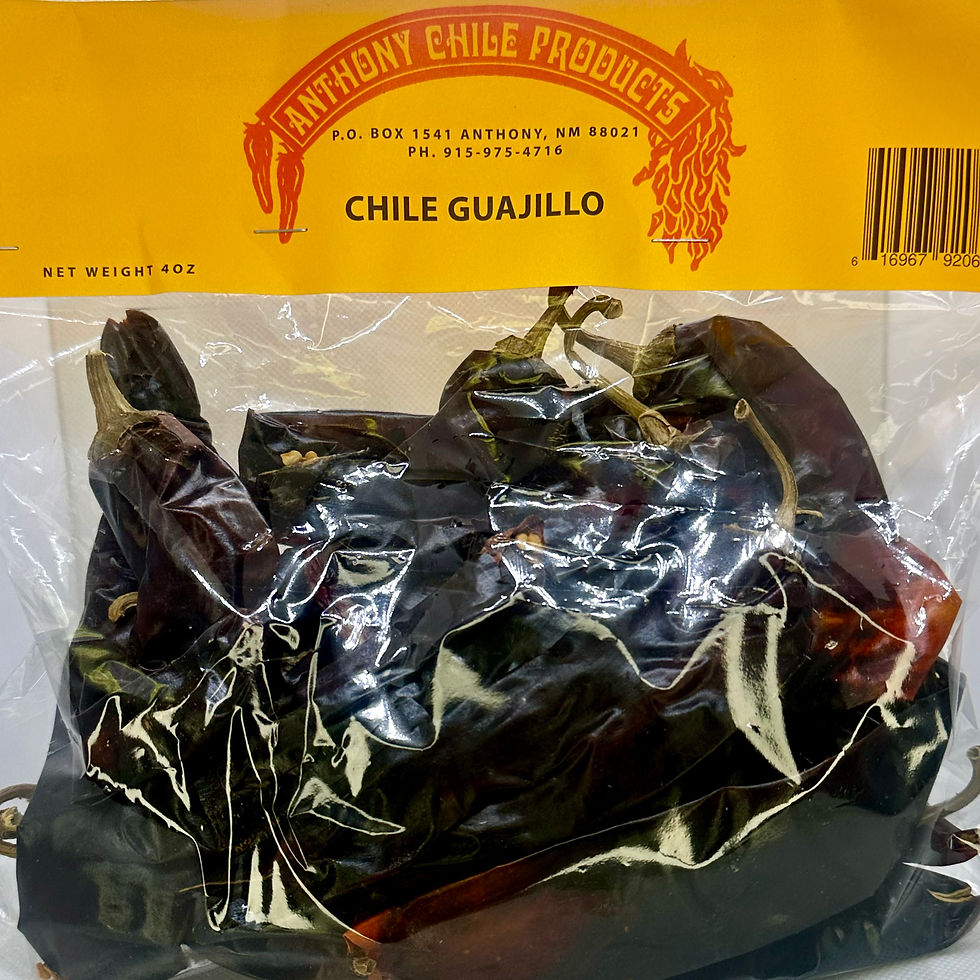 ANTHONY CHILE PRODUCTS
P.O. BOX 1541 ANTHONY, NM 88021
PH. 915-975-4716
CHILE GUAJILLO
NET WEIGHT 4OZ
6 16967 9206